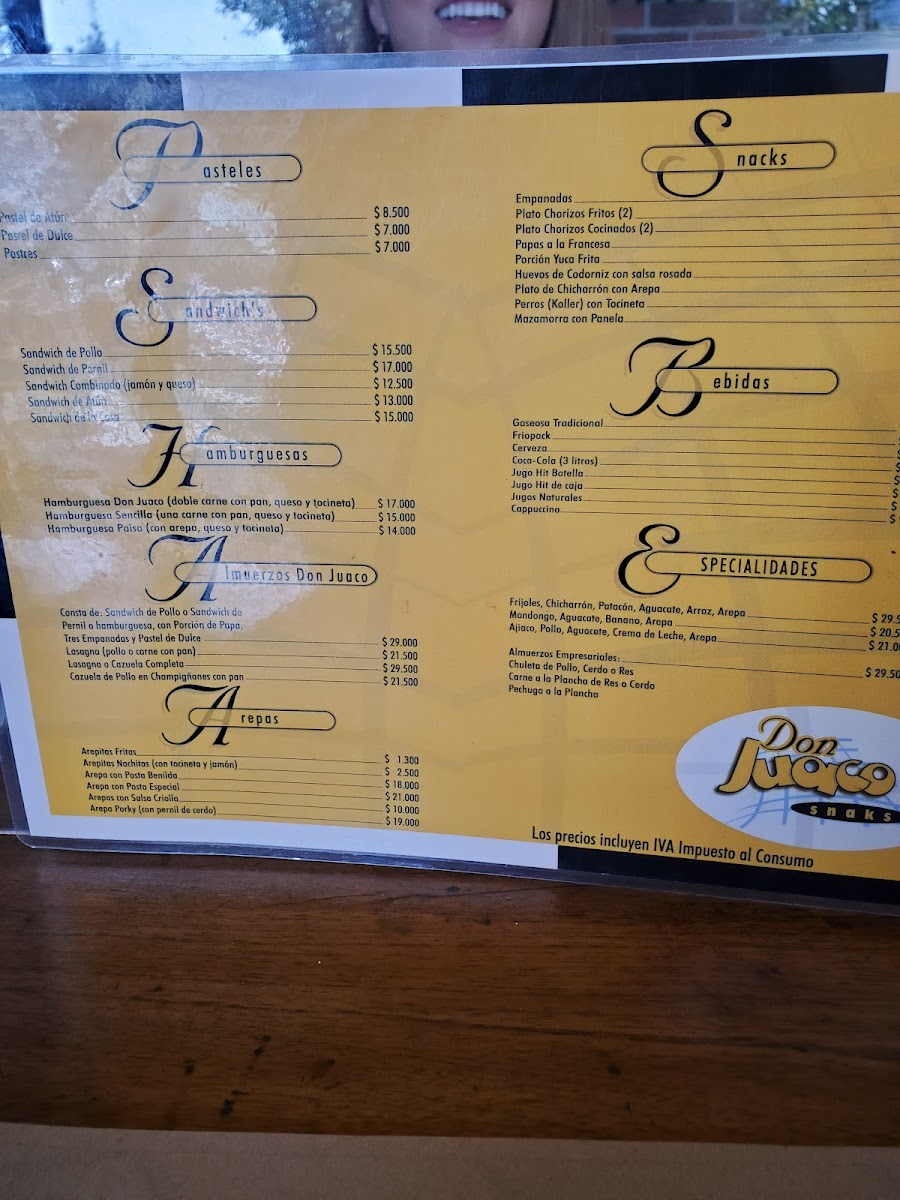 Pasteles
Pastel de Atún $ 8.500
Pastel de Dulce $ 7.000
Postres $ 7.000
Sandwich's
Sandwich de Pollo $ 15.500
Sandwich de Pernil $ 17.000
Sandwich Combinado (jamón y queso) $ 12.500
Sandwich de Atún $ 13.000
Sandwich de la Casa $ 15.000
Hamburguesas
Hamburguesa Don Juaco (doble carne con pan, queso y tocineta) $ 17.000
Hamburguesa Sencilla (una carne con pan, queso y tocineta) $ 15.000
Hamburguesa Paisa (con arepa, queso y tocineta) $ 14.000
Almuerzos Don Juaco
Consta de: Sandwich de Pollo o Sandwich de
Pernil o hamburguesa, con Porción de Papa,
Tres Empanadas y Pastel de Dulce $ 29.000
Lasagna (pollo o carne con pan) $ 21.500
Lasagna o Cazuela Completa $ 29.500
Cazuela de Pollo en Champigñones con pan $ 21.500
Arepas
Arepitas Fritas $ 1.300
Arepitas Nochitas (con tocineta y jamón) $ 2.500
Arepa con Posta Benilda $ 18.000
Arepa con Posta Especial $ 21.000
Arepas con Salsa Criolla $ 10.000
Arepa Porky (con pernil de cerdo) $ 19.000
Snacks
Empanadas
Plato Chorizos Fritos (2)
Plato Chorizos Cocinados (2)
Papas a la Francesa
Porción Yuca Frita
Huevos de Codorniz con salsa rosada
Plato de Chicharrón con Arepa
Perros (Koller) con Tocineta
Mazamorra con Panela
Bebidas
Gaseosa Tradicional
Friopack
Cerveza $
Coca-Cola (3 litros) $
Jugo Hit Botella $
Jugo Hit de caja $
Jugos Naturales $
Cappuccino $
ESPECIALIDADES
Frijoles, Chicharrón, Patacón, Aguacate, Arroz, Arepa $ 29.5
Mondongo, Aguacate, Banano, Arepa $ 20.5
Ajiaco, Pollo, Aguacate, Crema de Leche, Arepa $ 21.0
Almuerzos Empresariales: $ 29.50
Chuleta de Pollo, Cerdo o Res
Carne a la Plancha de Res o Cerdo
Pechuga a la Plancha
Don
Juaco
snaks
Los precios incluyen IVA Impuesto al Consumo